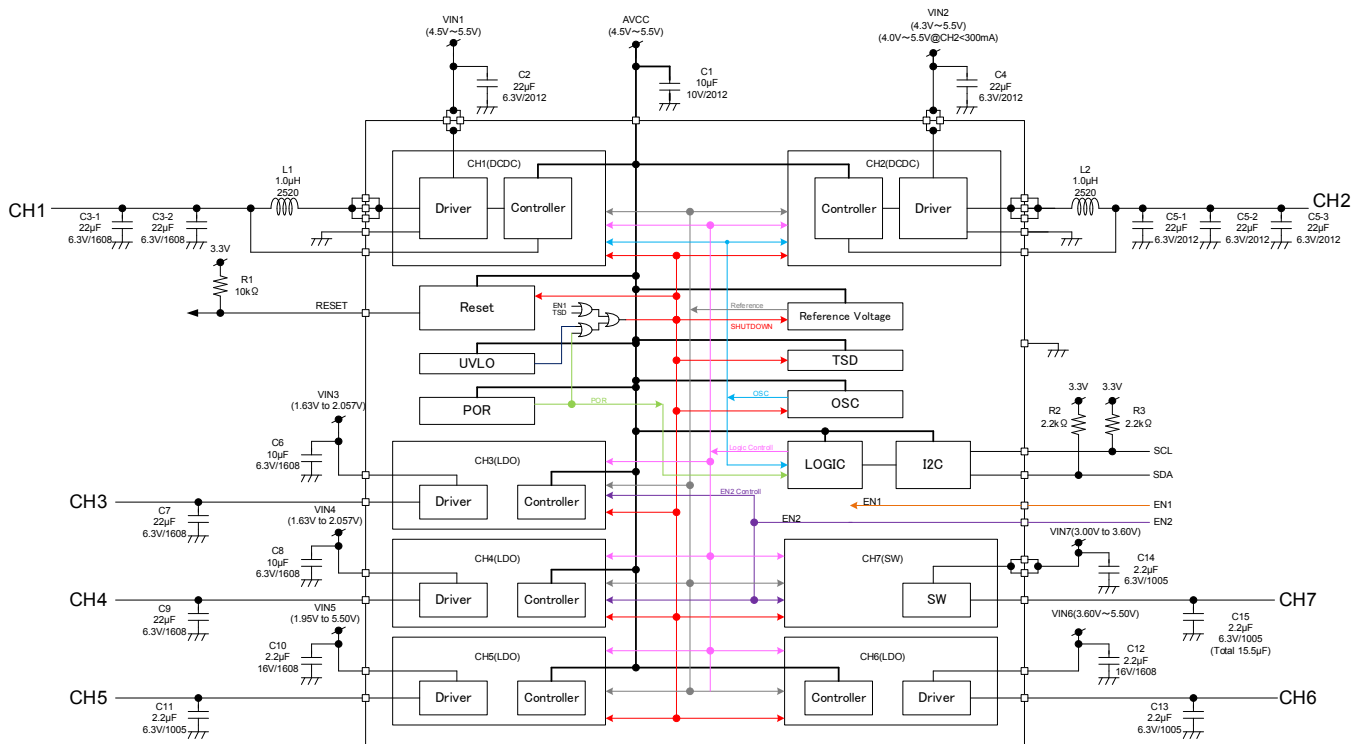 VIN1
(4.5V～5.5V)
AVCC
(4.5V～5.5V)
VIN2
(4.3V～5.5V)
(4.0V～5.5V@CH2<300mA)
C2
22µF
6.3V/2012
C1
10µF
10V/2012
C4
22µF
6.3V/2012
CH1(DCDC)
CH2(DCDC)
L1
1.0µH
2520
Driver
Controller
Controller
Driver
L2
1.0µH
2520
CH1
CH2
C3-1
22µF
6.3V/1608
C3-2
22µF
6.3V/1608
C5-1
22µF
6.3V/2012
C5-2
22µF
6.3V/2012
C5-3
22µF
6.3V/2012
3.3V
R1
10kΩ
RESET
Reset
EN1
TSD
Reference
SHUTDOWN
Reference Voltage
UVLO
TSD
POR
POR
OSC
OSC
VIN3
(1.63V to 2.057V)
C6
10µF
6.3V/1608
CH3(LDO)
Driver
Controller
Logic Controll
LOGIC
I2C
3.3V
R2
2.2kΩ
3.3V
R3
2.2kΩ
SCL
SDA
EN2 Controll
EN1
EN1
EN2
EN2
CH3
C7
22µF
6.3V/1608
VIN4
(1.63V to 2.057V)
C8
10µF
6.3V/1608
CH4(LDO)
Driver
Controller
CH7(SW)
SW
VIN7(3.00V to 3.60V)
C14
2.2µF
6.3V/1005
CH4
CH7
C9
22µF
6.3V/1608
C15
2.2µF
6.3V/1005
(Total 15.5µF)
VIN5
(1.95V to 5.50V)
C10
2.2µF
16V/1608
CH5(LDO)
Driver
Controller
CH6(LDO)
Controller
Driver
VIN6(3.60V～5.50V)
C12
2.2µF
16V/1608
CH5
CH6
C11
2.2µF
6.3V/1005
C13
2.2µF
6.3V/1005